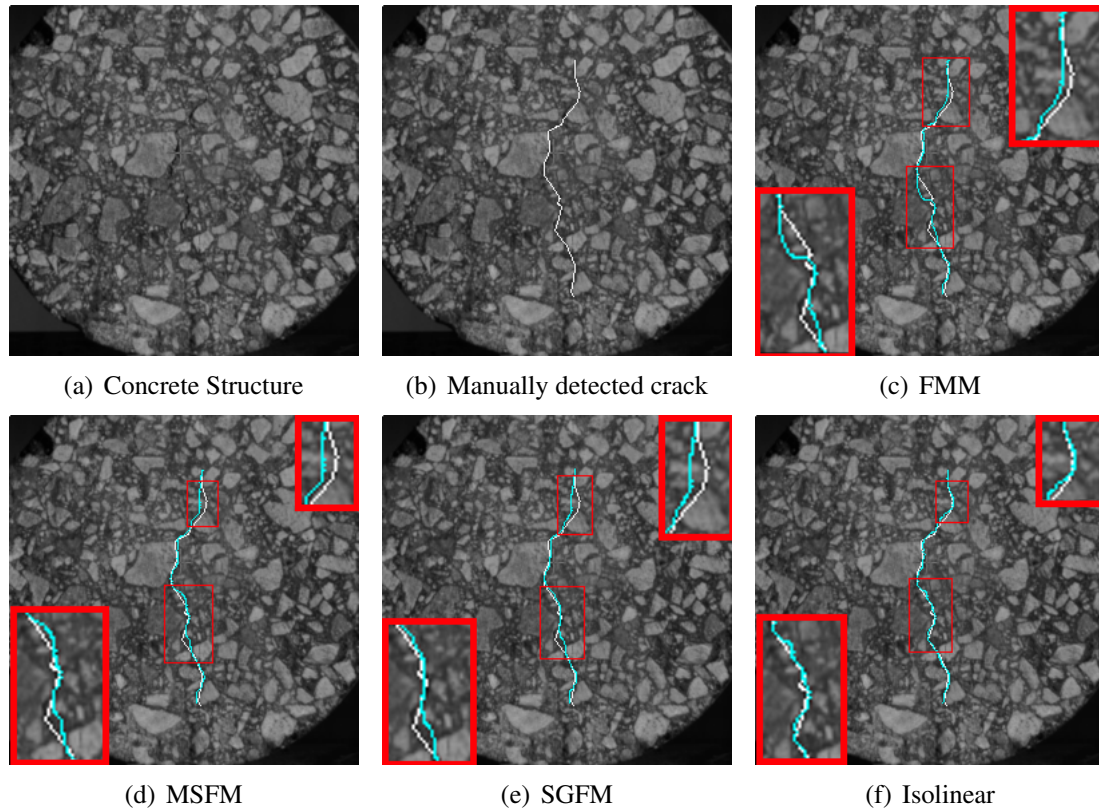 (a) Concrete Structure
(b) Manually detected crack
(c) FMM
(d) MSFM
(e) SGFM
(f) Isolinear